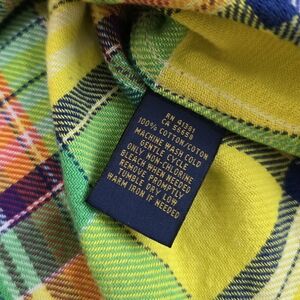 RN 41381
CA 56859
100% COTTON/COTON
MACHINE WASH COLD
GENTLE CYCLE
ONLY NON-CHLORINE
BLEACH WHEN NEEDED
REMOVE PROMPTLY
TUMBLE DRY LOW
WARM IRON IF NEEDED